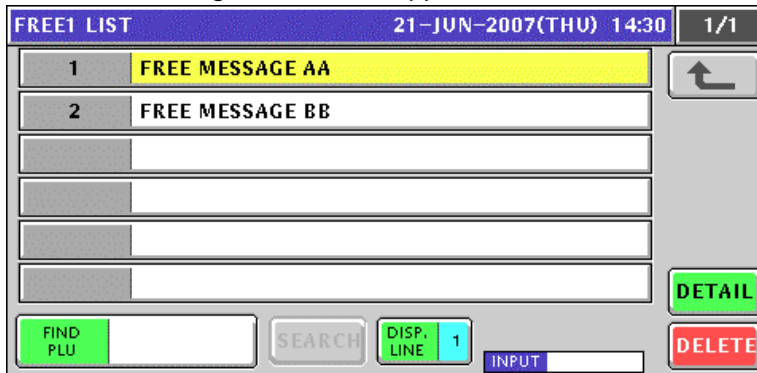 FREE1 LIST 21-JUN-2007(THU) 14:30 1/1
1 FREE MESSAGE AA
2 FREE MESSAGE BB
DETAIL
FIND PLU SEARCH DISP. LINE 1 INPUT DELETE